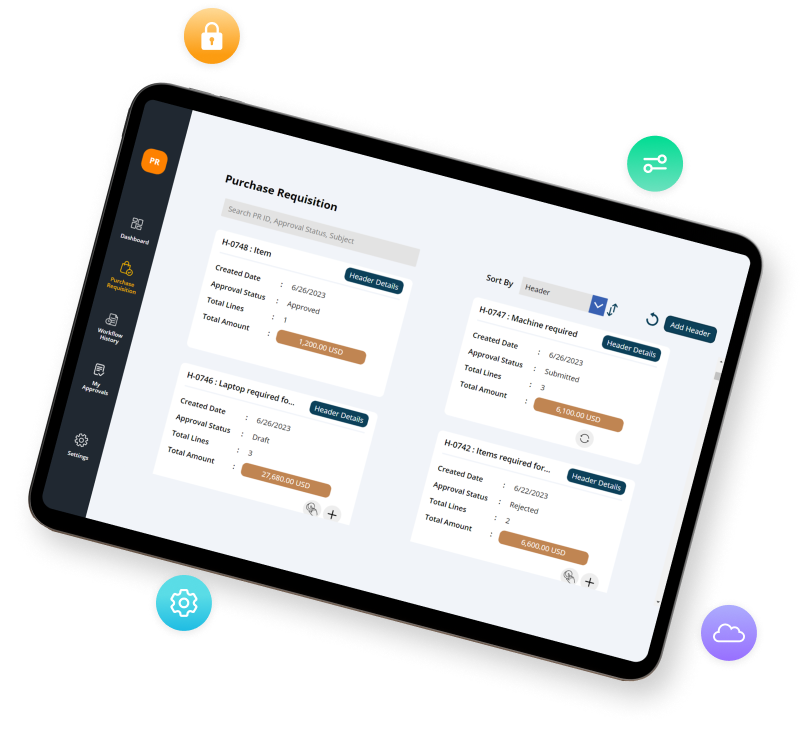 PR
Dashboard
Purchase
Requisition
Workflow
History
My
Approvals
Settings
Purchase Requisition
Search PR ID, Approval Status, Subject
Sort By
Header
Add Header
H-0748 : Item
Header Details
Created Date : 6/26/2023
Approval Status : Approved
Total Lines : 1
Total Amount : 1,200.00 USD
H-0747 : Machine required
Header Details
Created Date : 6/26/2023
Approval Status : Submitted
Total Lines : 3
Total Amount : 6,100.00 USD
H-0746 : Laptop required fo...
Header Details
Created Date : 6/26/2023
Approval Status : Draft
Total Lines : 3
Total Amount : 27,680.00 USD
H-0742 : Items required for...
Header Details
Created Date : 6/22/2023
Approval Status : Rejected
Total Lines : 2
Total Amount : 6,600.00 USD